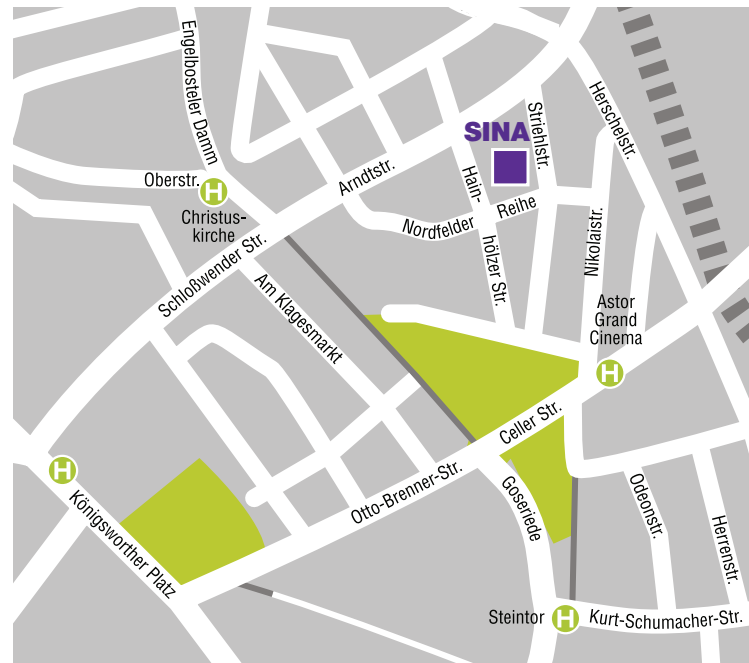 Engelbosteler Damm
Herschelstr.
SINA
Striehlstr.
Oberstr.
H
Arndtstr.
Hain-
hölzer Str.
Christus-
kirche
Nordfelder
Reihe
Nikolaistr.
Schloßwender Str.
Am Klagesmarkt
Astor
Grand
Cinema
H
Celler Str.
H
Otto-Brenner-Str.
Goseriede
Odeonstr.
Herrenstr.
Königsworther Platz
Steintor
H
Kurt-Schumacher-Str.